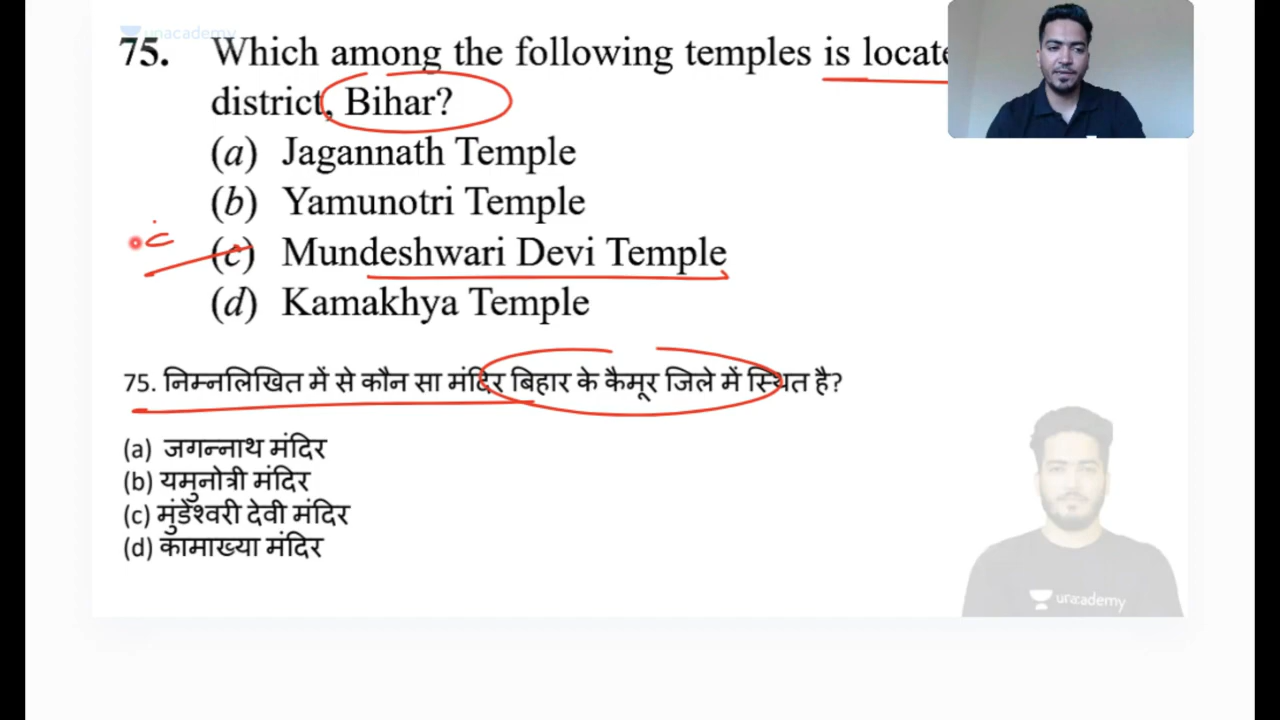 unacademy
75. Which among the following temples is locate
district, Bihar?
(a) Jagannath Temple
(b) Yamunotri Temple
c (c) Mundeshwari Devi Temple
(d) Kamakhya Temple
75. निम्नलिखित में से कौन सा मंदिर बिहार के कैमूर जिले में स्थित है?
(a) जगन्नाथ मंदिर
(b) यमुनोत्री मंदिर
(c) मुंडेश्वरी देवी मंदिर
(d) कामाख्या मंदिर
unacademy